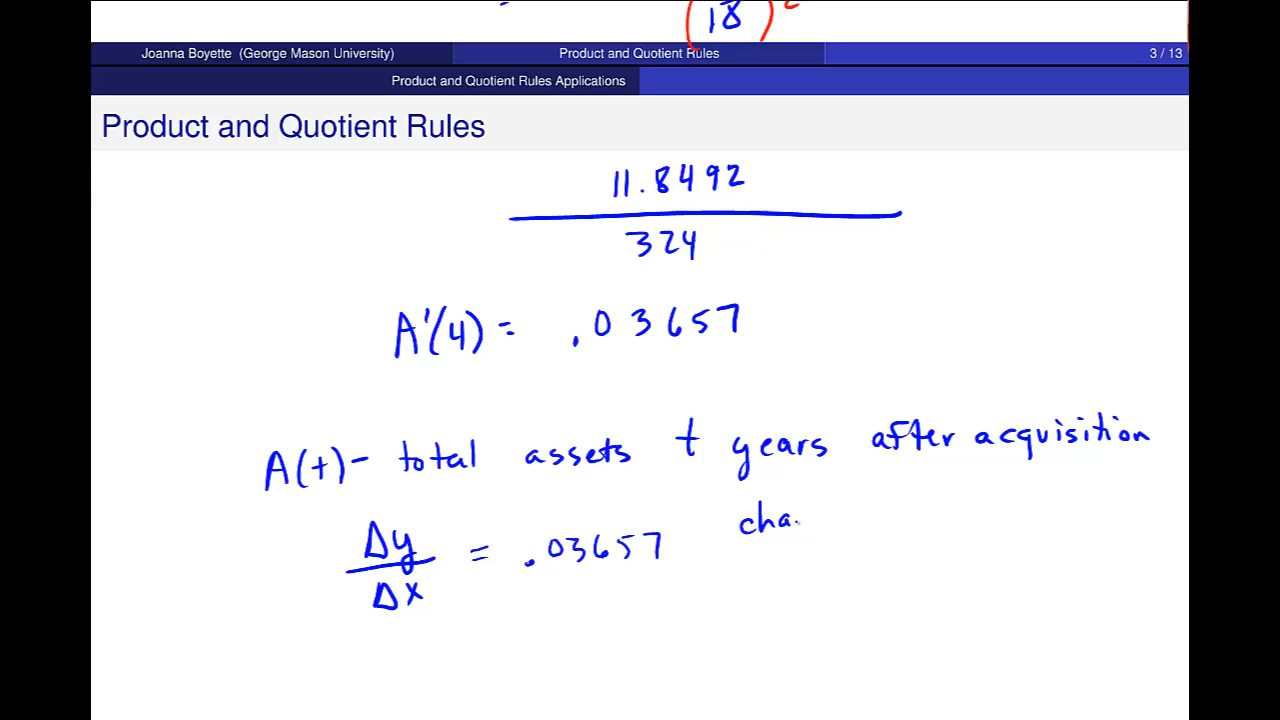 =
(18)²
Joanna Boyette (George Mason University) Product and Quotient Rules 3 / 13
Product and Quotient Rules Applications
Product and Quotient Rules
11.8492
324
A'(4) = .03657
A(t) - total assets t years after acquisition
Δy
Δx
= .03657
cha